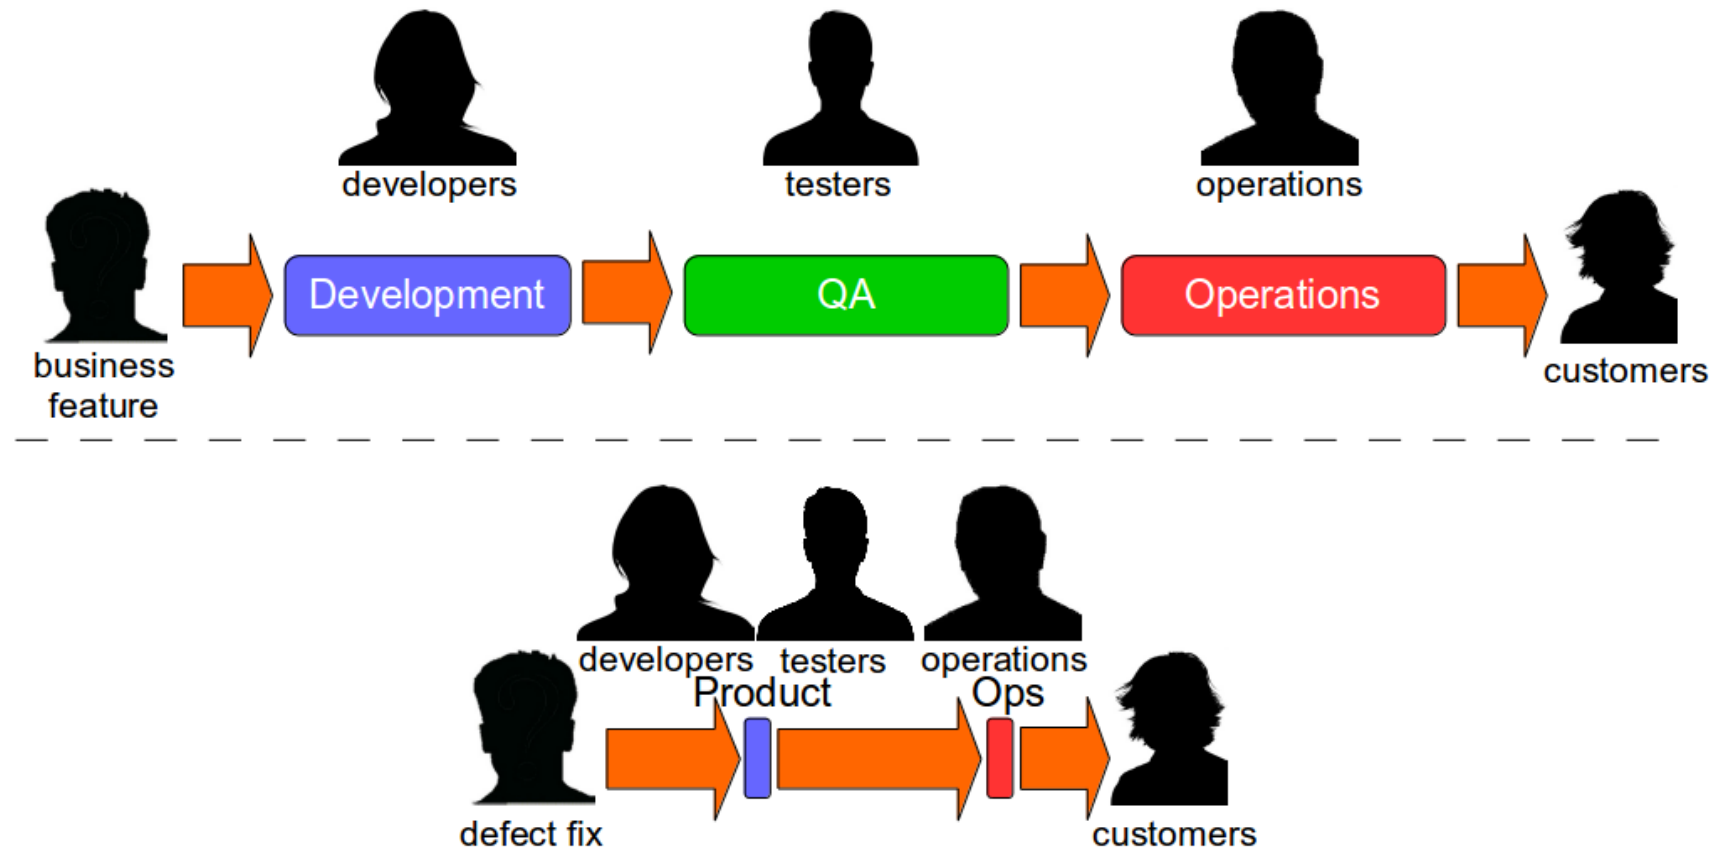 developers
testers
operations
Development
QA
Operations
business
feature
customers
developers
testers
operations
Product
Ops
defect fix
customers